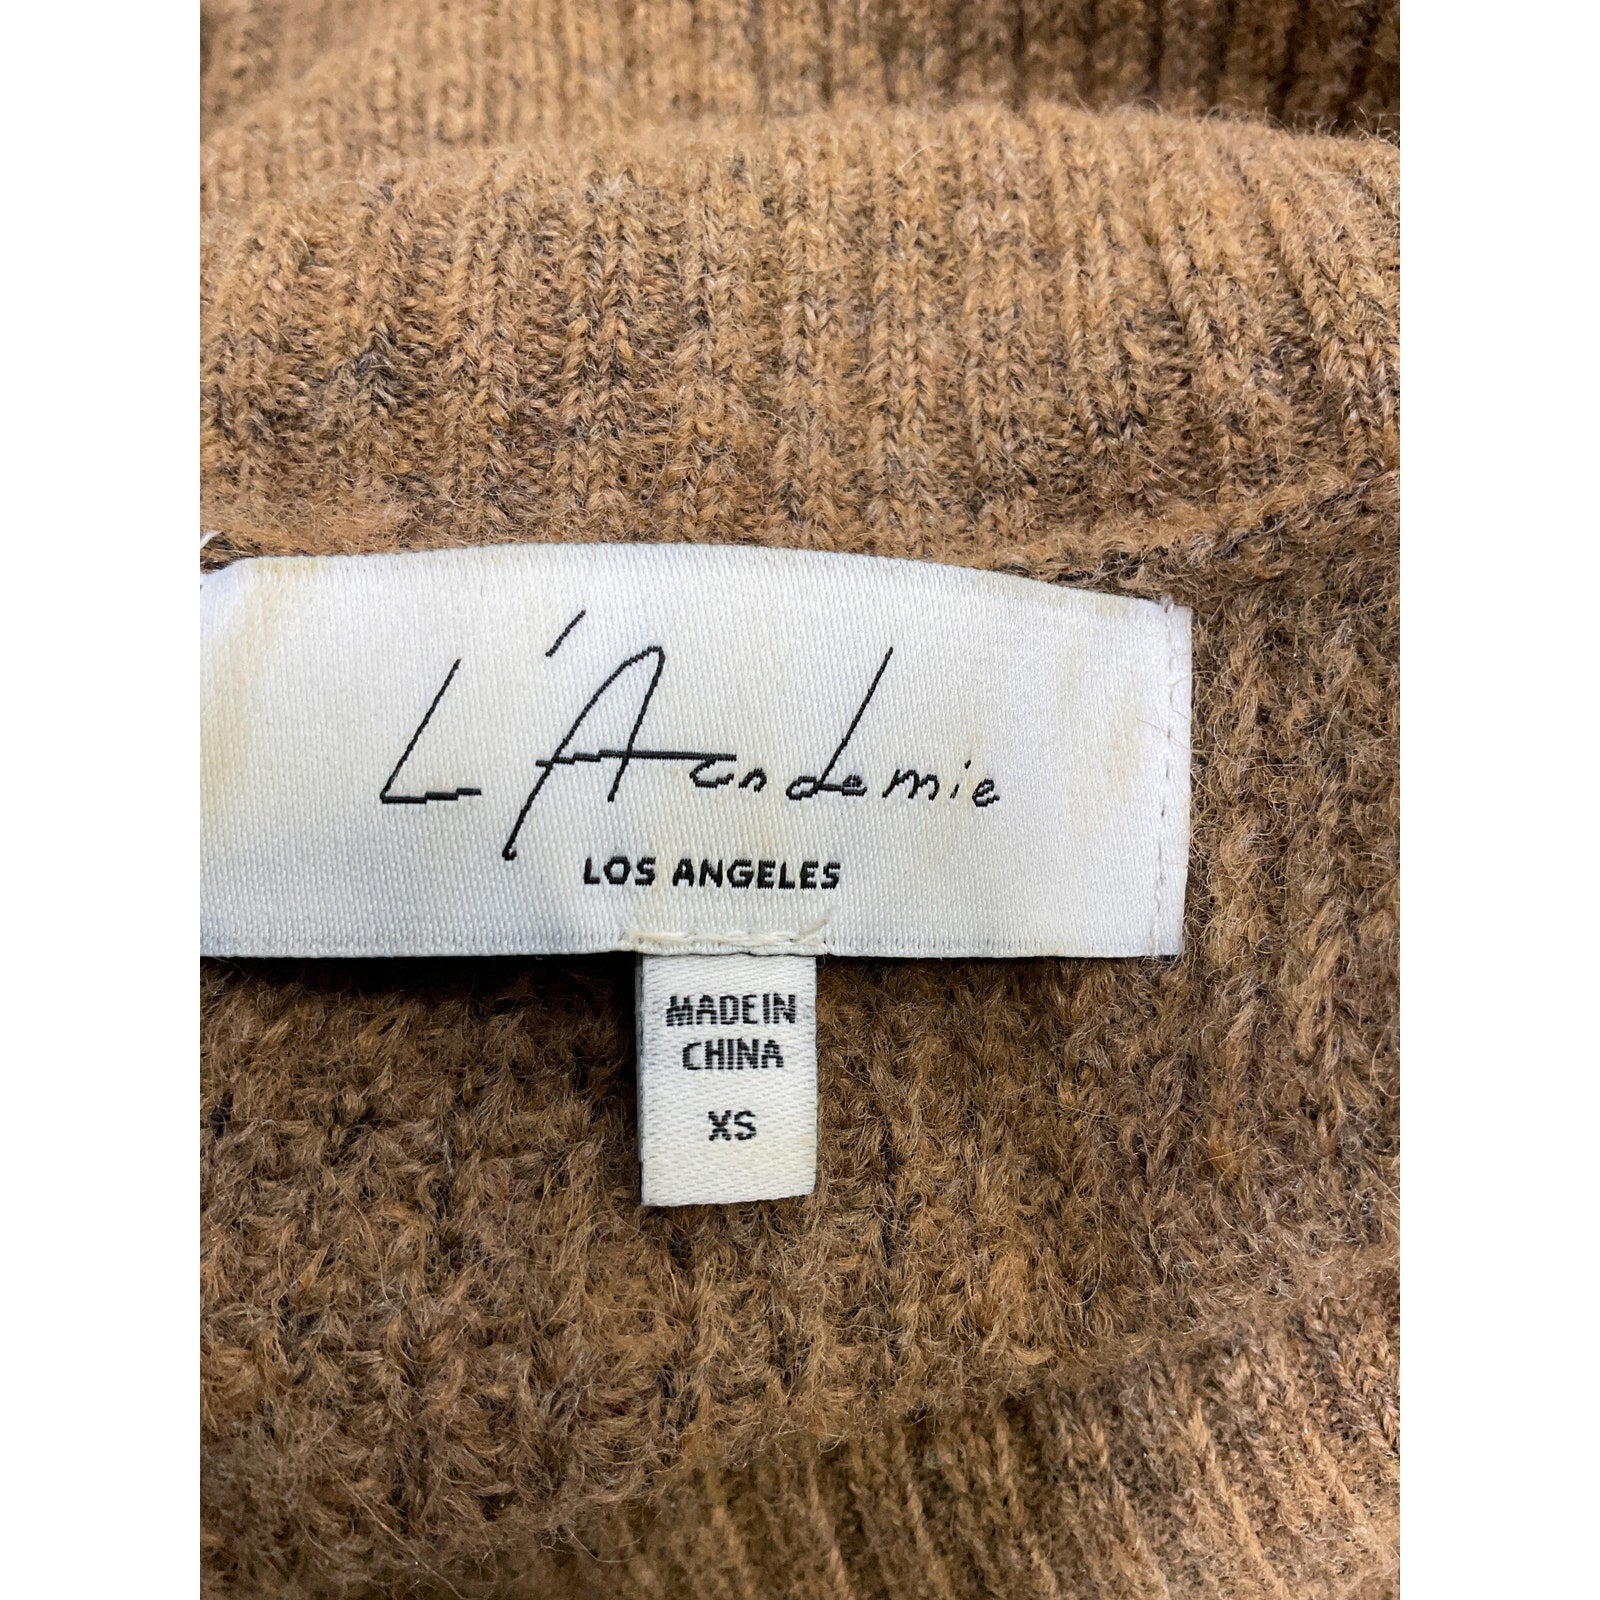 L'Academie
LOS ANGELES
MADE IN
CHINA
XS